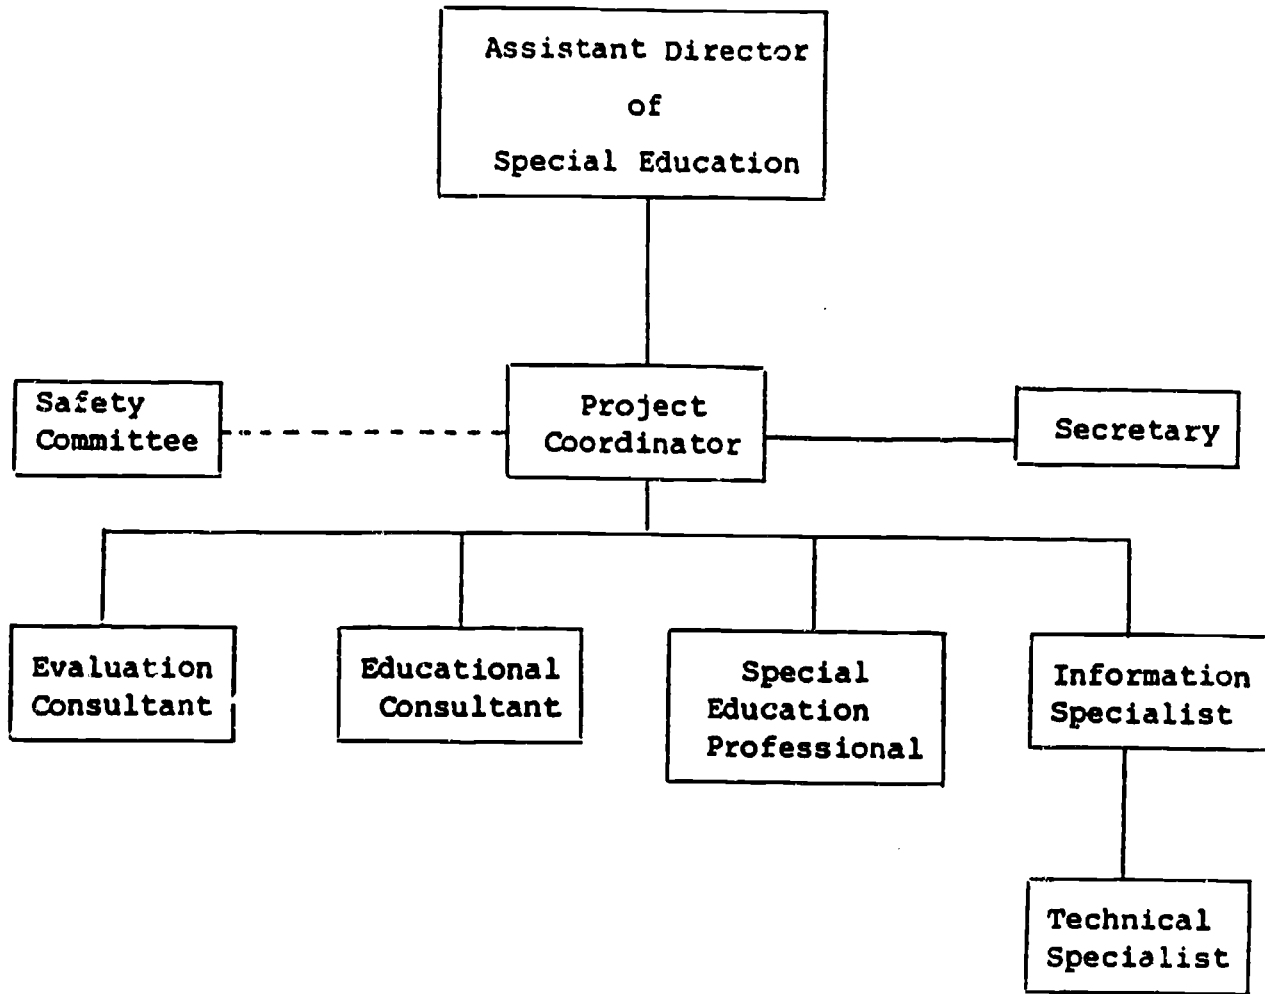 Assistant Director
of
Special Education
Safety
Committee
Project
Coordinator
Secretary
Evaluation
Consultant
Educational
Consultant
Special
Education
Professional
Information
Specialist
Technical
Specialist